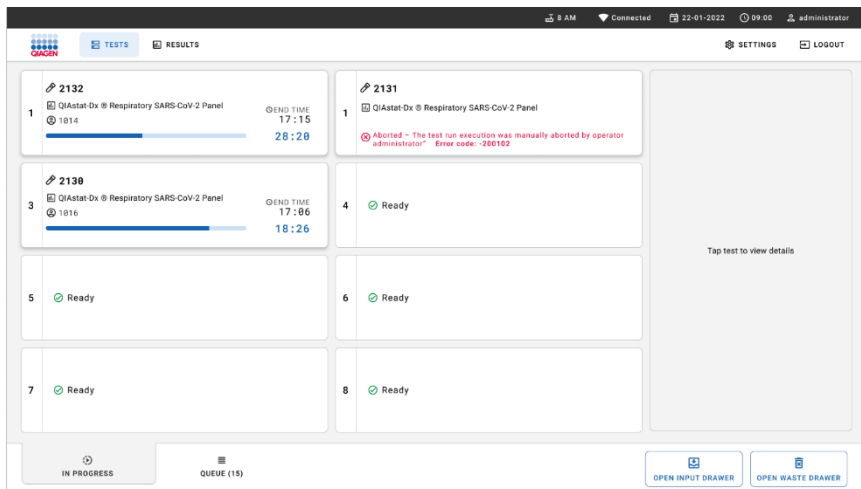 8 AM Connected 22-01-2022 09:00 administrator
QIAGEN TESTS RESULTS SETTINGS LOGOUT
1
2132
QIAstat-Dx ® Respiratory SARS-CoV-2 Panel
1014
END TIME
17:15
28:20
1
2131
QIAstat-Dx ® Respiratory SARS-CoV-2 Panel
Aborted – The test run execution was manually aborted by operator
administrator" Error code: -200102
3
2130
QIAstat-Dx ® Respiratory SARS-CoV-2 Panel
1016
END TIME
17:06
18:26
4 Ready
Tap test to view details
5 Ready
6 Ready
7 Ready
8 Ready
IN PROGRESS
QUEUE (15)
OPEN INPUT DRAWER
OPEN WASTE DRAWER